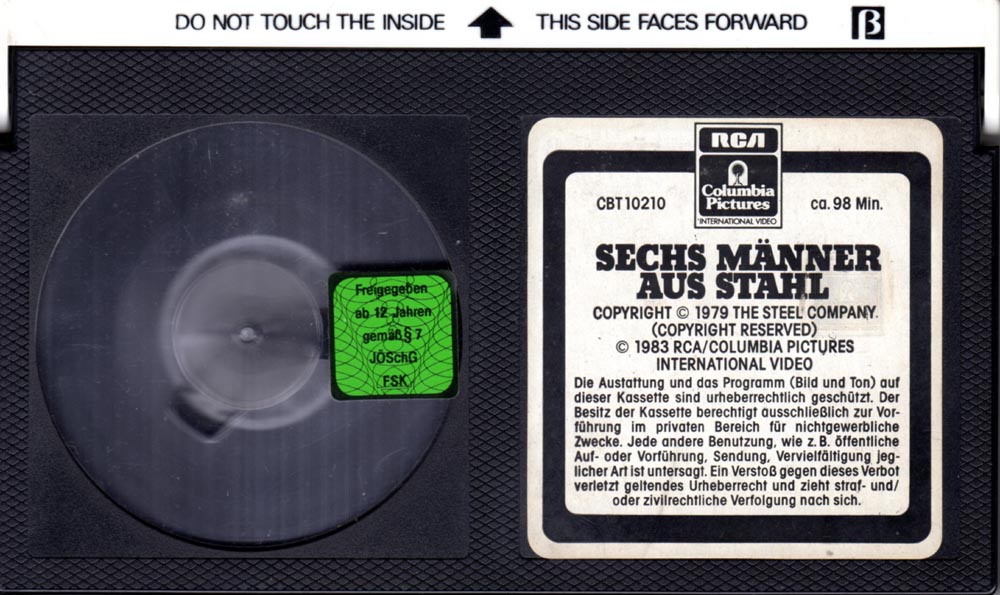 DO NOT TOUCH THE INSIDE THIS SIDE FACES FORWARD β
RCA
Columbia
Pictures
INTERNATIONAL VIDEO
CBT 10210 ca. 98 Min.
SECHS MÄNNER
AUS STAHL
COPYRIGHT © 1979 THE STEEL COMPANY.
(COPYRIGHT RESERVED)
© 1983 RCA/COLUMBIA PICTURES
INTERNATIONAL VIDEO
Die Austattung und das Programm (Bild und Ton) auf
dieser Kassette sind urheberrechtlich geschützt. Der
Besitz der Kassette berechtigt ausschließlich zur Vor-
führung im privaten Bereich für nichtgewerbliche
Zwecke. Jede andere Benutzung, wie z. B. öffentliche
Auf- oder Vorführung, Sendung, Vervielfältigung jeg-
licher Art ist untersagt. Ein Verstoß gegen dieses Verbot
verletzt geltendes Urheberrecht und zieht straf- und/
oder zivilrechtliche Verfolgung nach sich.
Freigegeben
ab 12 Jahren
gemäß § 7
JÖSchG
FSK